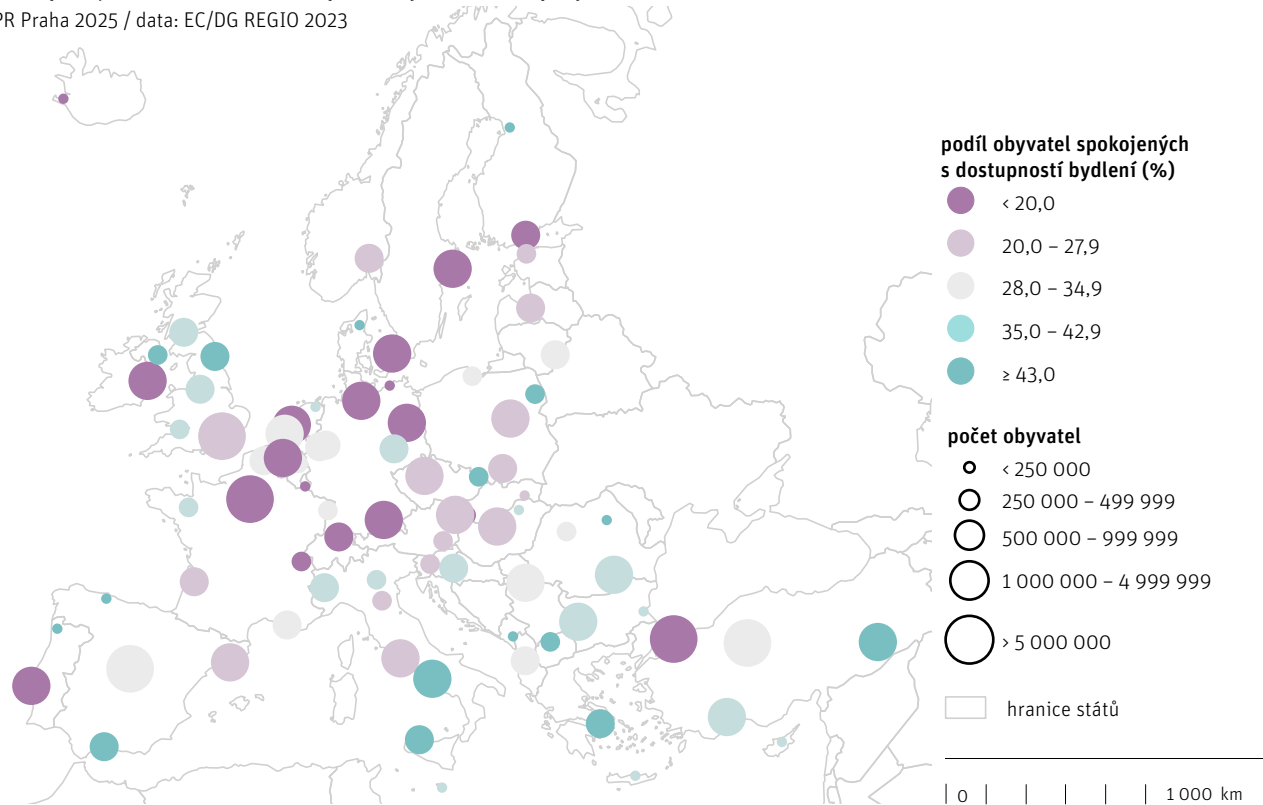 PR Praha 2025 / data: EC/DG REGIO 2023
podíl obyvatel spokojených
s dostupností bydlení (%)
< 20,0
20,0 – 27,9
28,0 – 34,9
35,0 – 42,9
≥ 43,0
počet obyvatel
< 250 000
250 000 – 499 999
500 000 – 999 999
1 000 000 – 4 999 999
> 5 000 000
hranice států
0 1 000 km